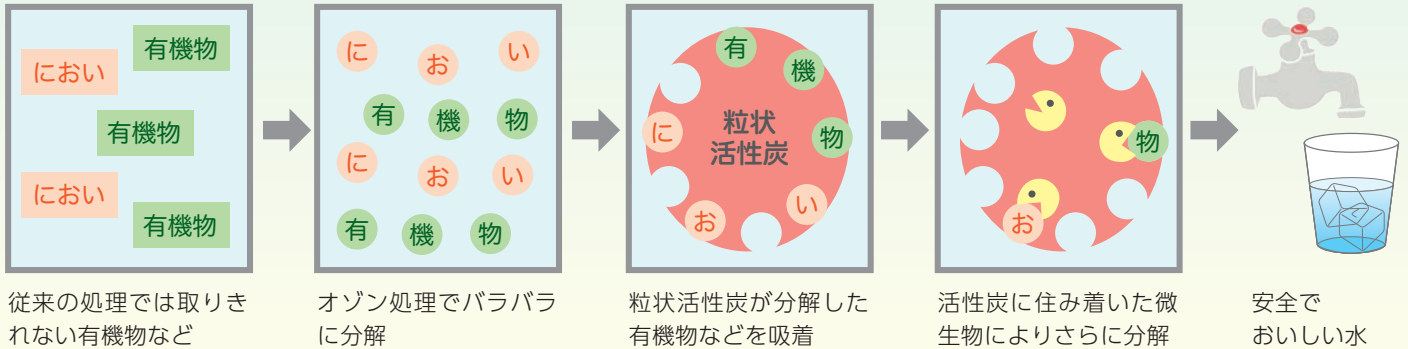 有機物
におい
有機物
におい
有機物
に お い
有 機 物
に お い
有 機 物
有
機
に
粒状
活性炭
物
お
い
物
お
従来の処理では取りき
れない有機物など
オゾン処理でバラバラ
に分解
粒状活性炭が分解した
有機物などを吸着
活性炭に住み着いた微
生物によりさらに分解
安全で
おいしい水